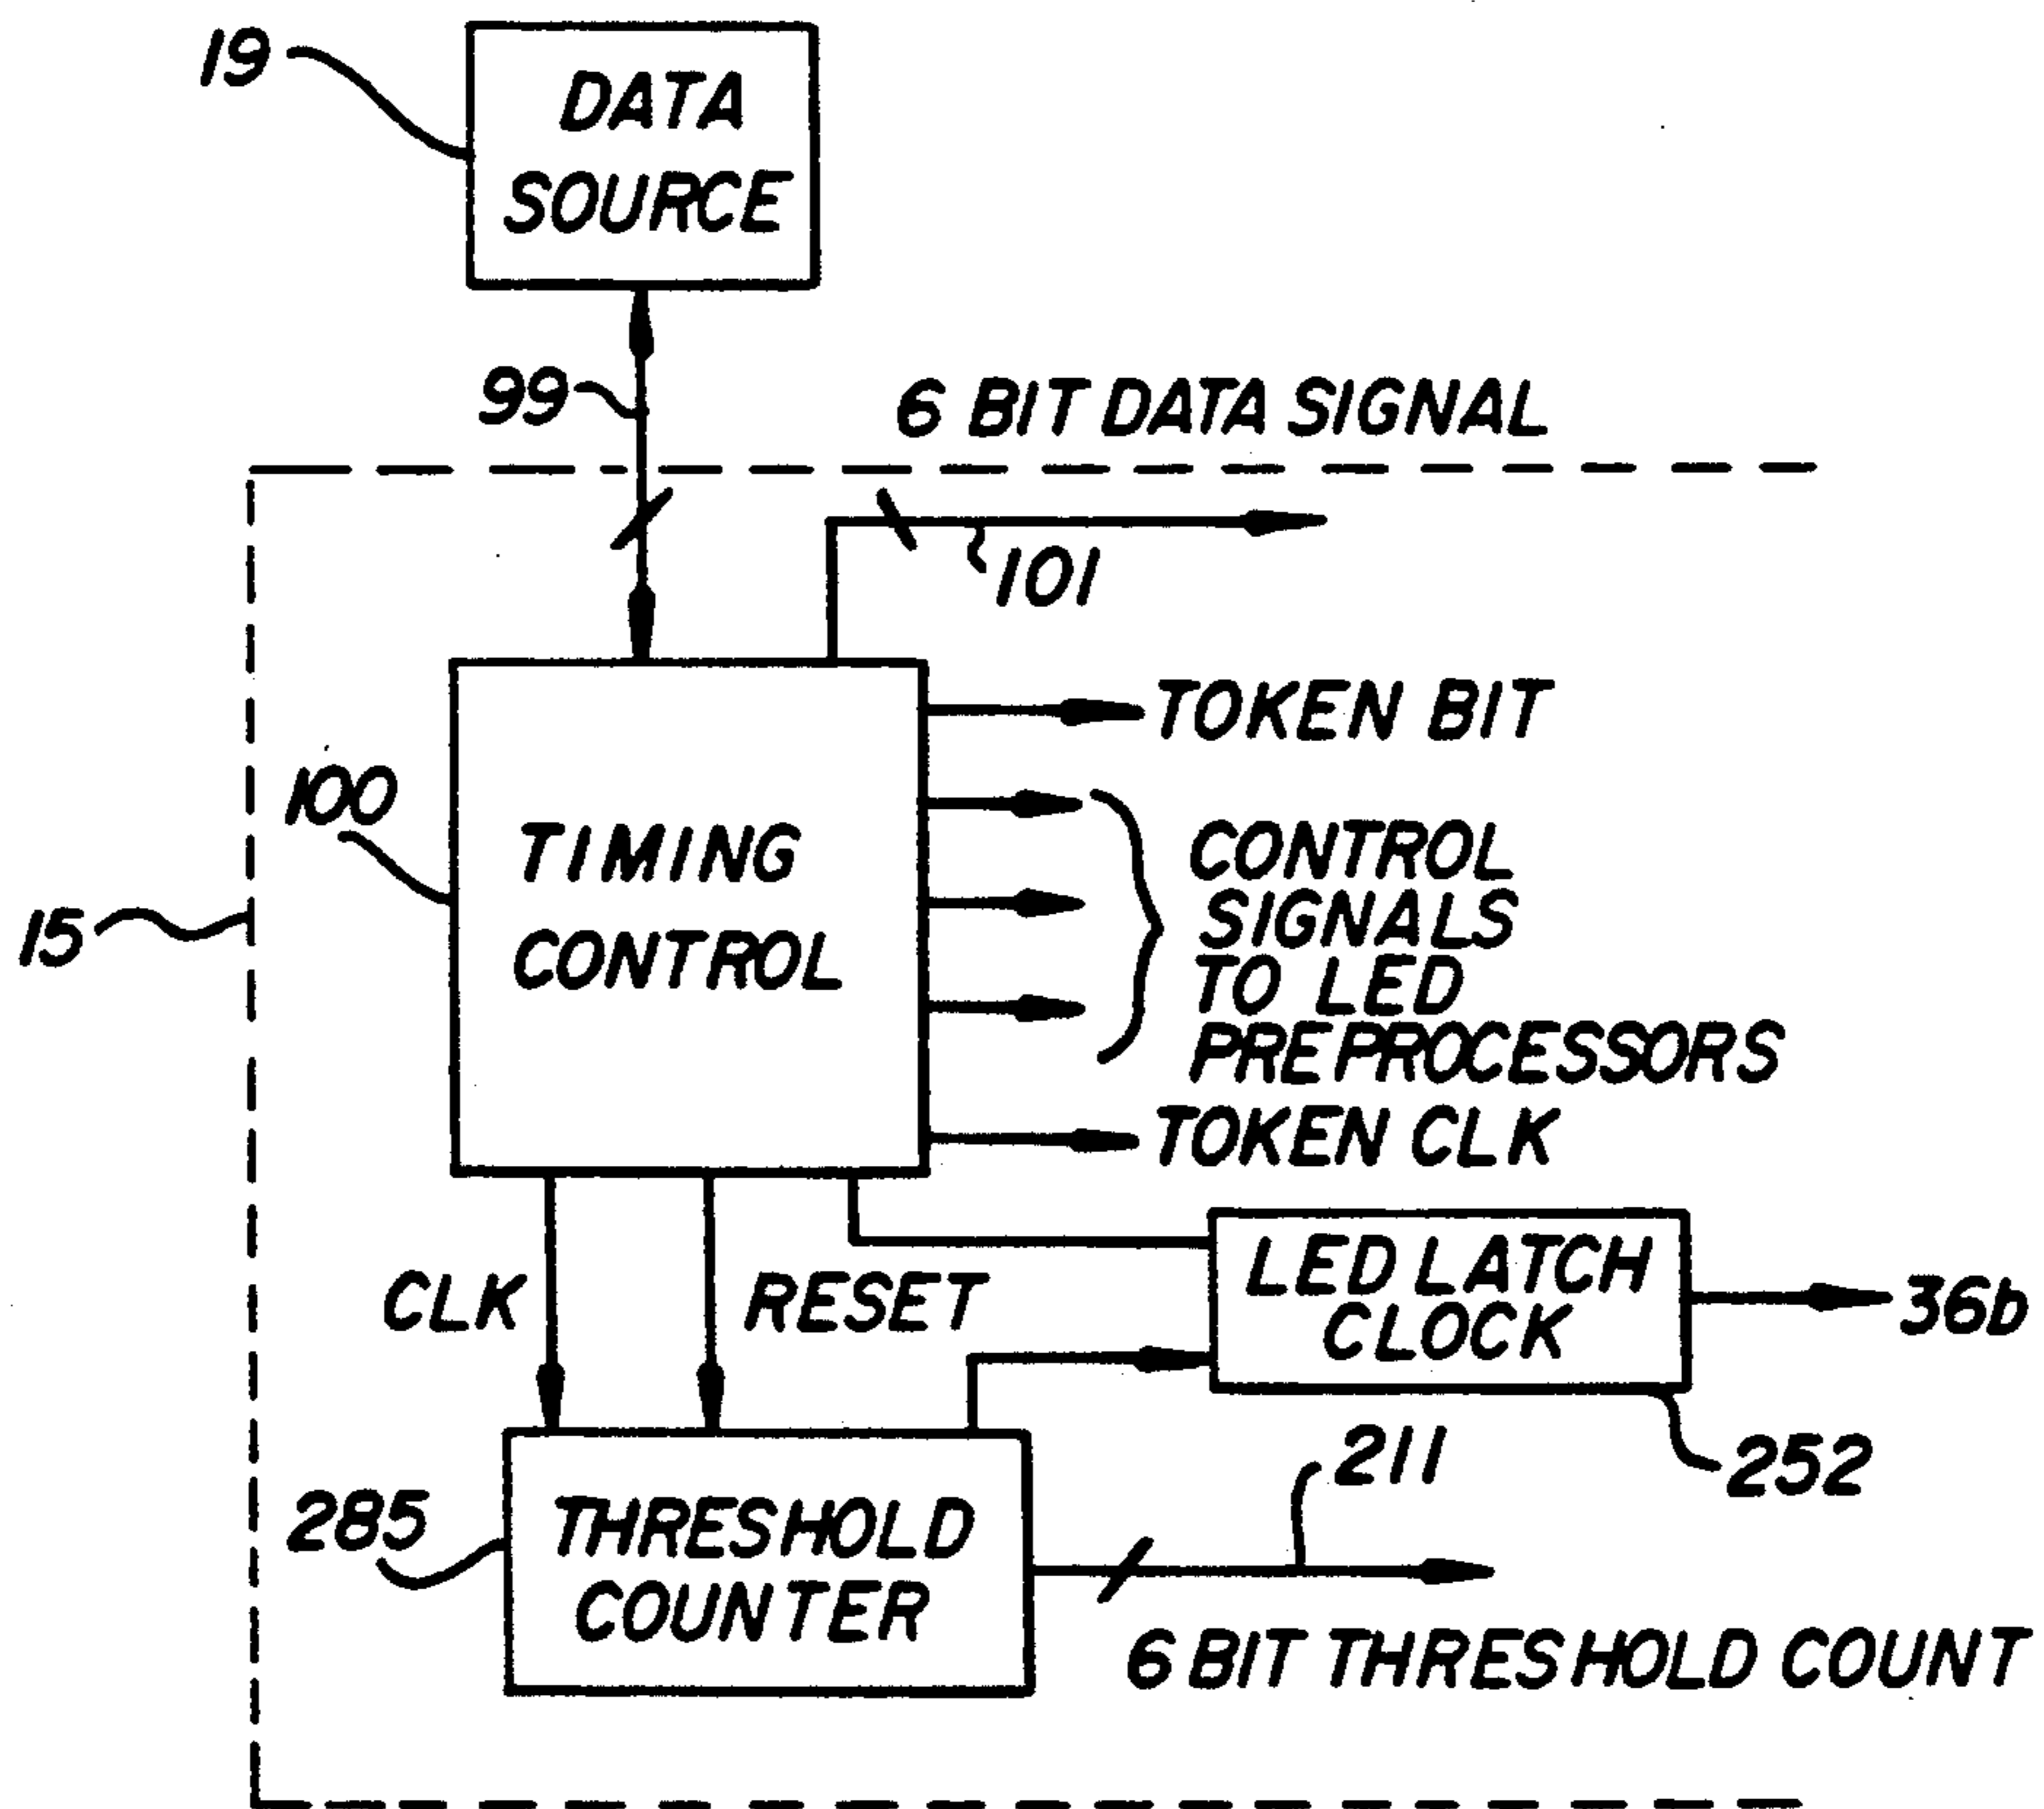 19
DATA
SOURCE
99
6 BIT DATA SIGNAL
101
TOKEN BIT
100
TIMING
CONTROL
CONTROL
SIGNALS
TO LED
PREPROCESSORS
15
TOKEN CLK
CLK
RESET
LED LATCH
CLOCK
36b
252
211
285
THRESHOLD
COUNTER
6 BIT THRESHOLD COUNT